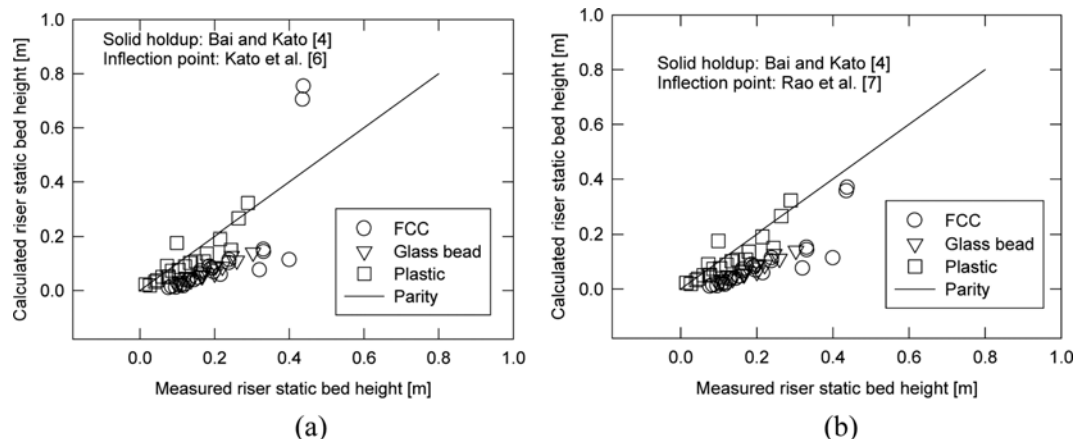 1.0
0.8
0.6
0.4
0.2
0.0
Calculated riser static bed height [m]
Solid holdup: Bai and Kato [4]
Inflection point: Kato et al. [6]
FCC
Glass bead
Plastic
Parity
0.0 0.2 0.4 0.6 0.8 1.0
Measured riser static bed height [m]
(a)
1.0
0.8
0.6
0.4
0.2
0.0
Calculated riser static bed height [m]
Solid holdup: Bai and Kato [4]
Inflection point: Rao et al. [7]
FCC
Glass bead
Plastic
Parity
0.0 0.2 0.4 0.6 0.8 1.0
Measured riser static bed height [m]
(b)